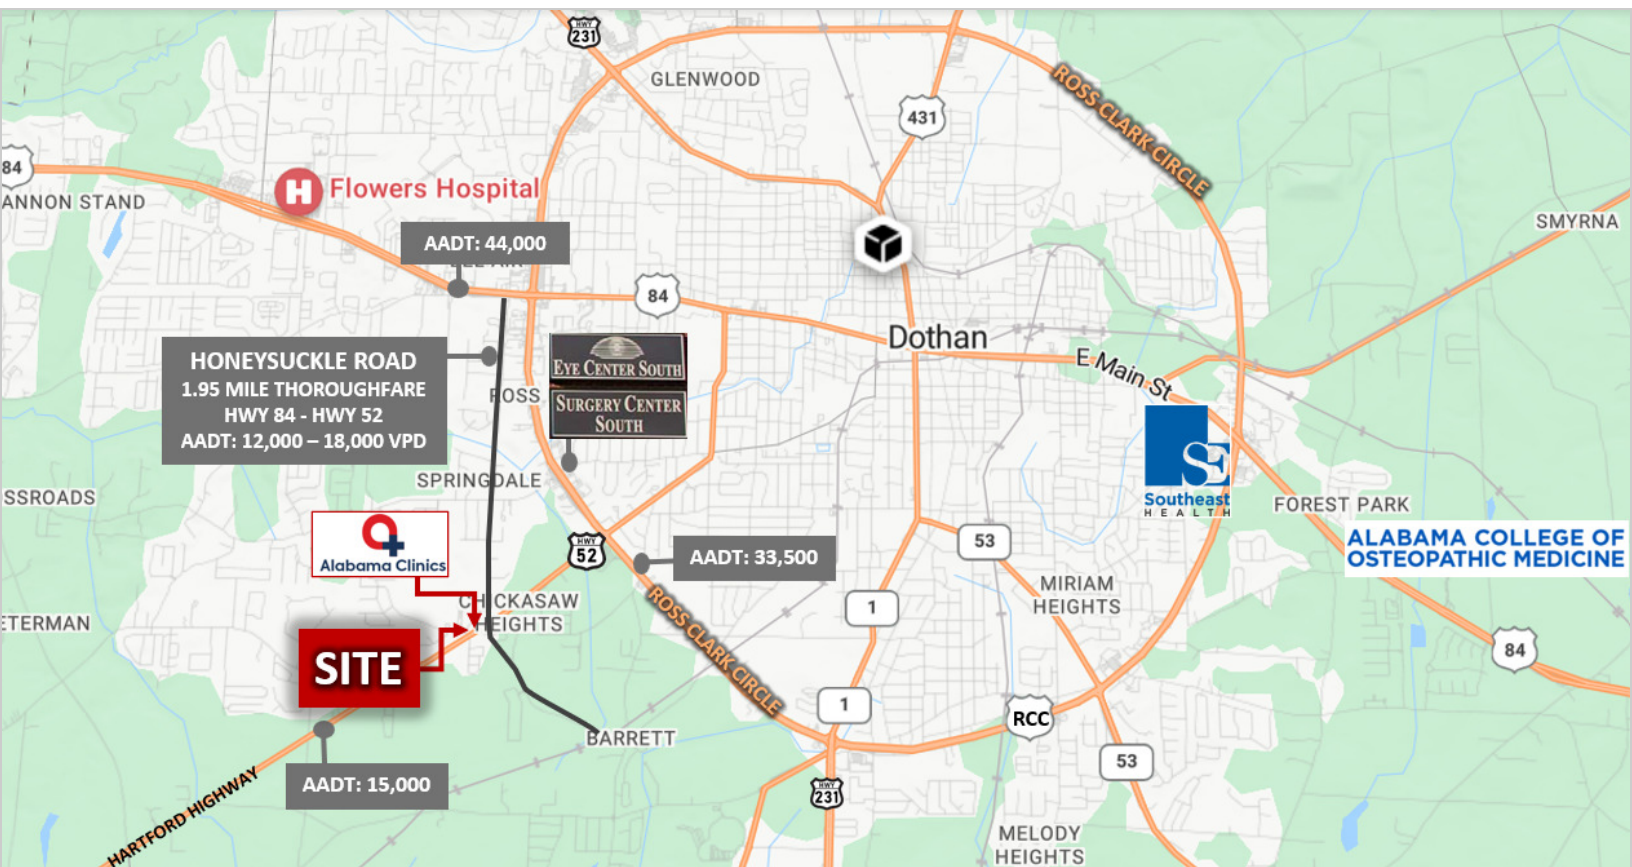 HWY
231
GLENWOOD
ROSS CLARK CIRCLE
431
84
ANNON STAND
H
Flowers Hospital
SMYRNA
AADT: 44,000
84
Dothan
E Main St
HONEYSUCKLE ROAD
1.95 MILE THOROUGHFARE
HWY 84 - HWY 52
AADT: 12,000 – 18,000 VPD
EYE CENTER SOUTH
SURGERY CENTER
SOUTH
ROSS
SPRINGDALE
SSROADS
SE
Southeast
HEALTH
FOREST PARK
ALABAMA COLLEGE OF
OSTEOPATHIC MEDICINE
Alabama Clinics
HWY
52
AADT: 33,500
53
MIRIAM
HEIGHTS
CHICKASAW
HEIGHTS
1
ETERMAN
SITE
ROSS CLARK CIRCLE
84
1
RCC
BARRETT
53
AADT: 15,000
HWY
231
HARTFORD HIGHWAY
MELODY
HEIGHTS